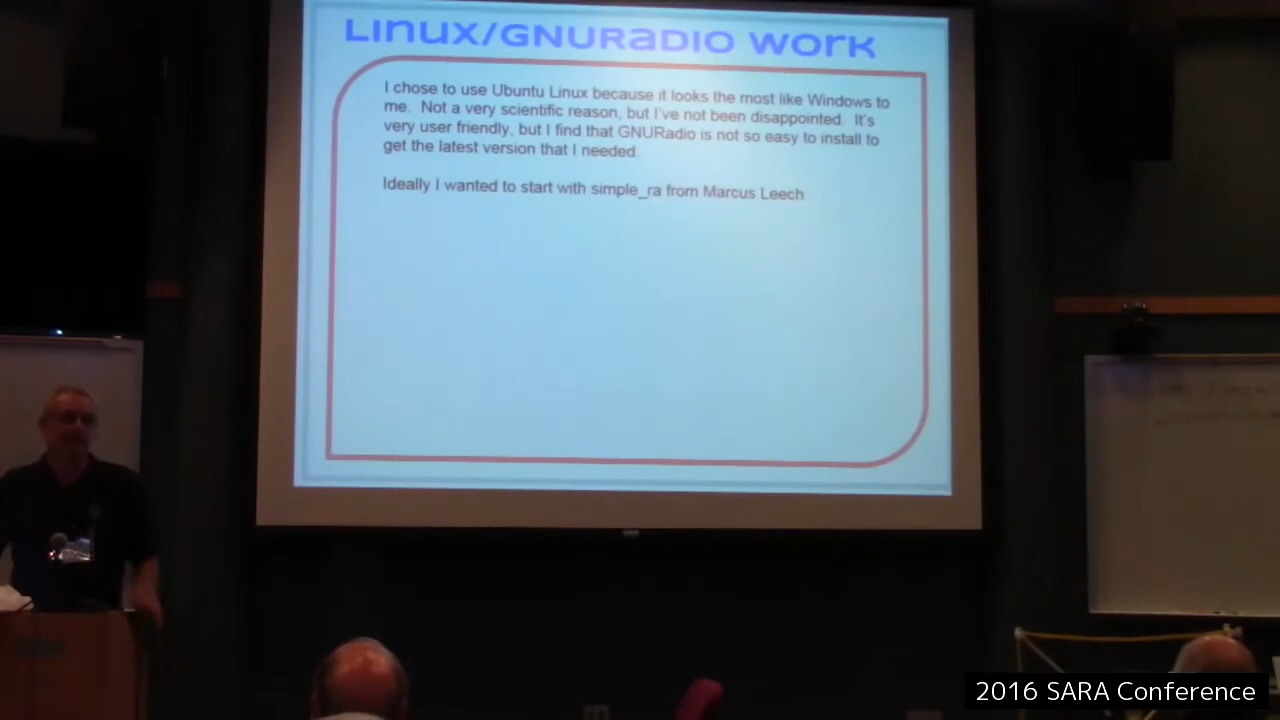 Linux/GNURadio Work
I chose to use Ubuntu Linux because it looks the most like Windows to
me. Not a very scientific reason, but I've not been disappointed. It's
very user friendly, but I find that GNURadio is not so easy to install to
get the latest version that I needed.
Ideally I wanted to start with simple_ra from Marcus Leech
2016 SARA Conference